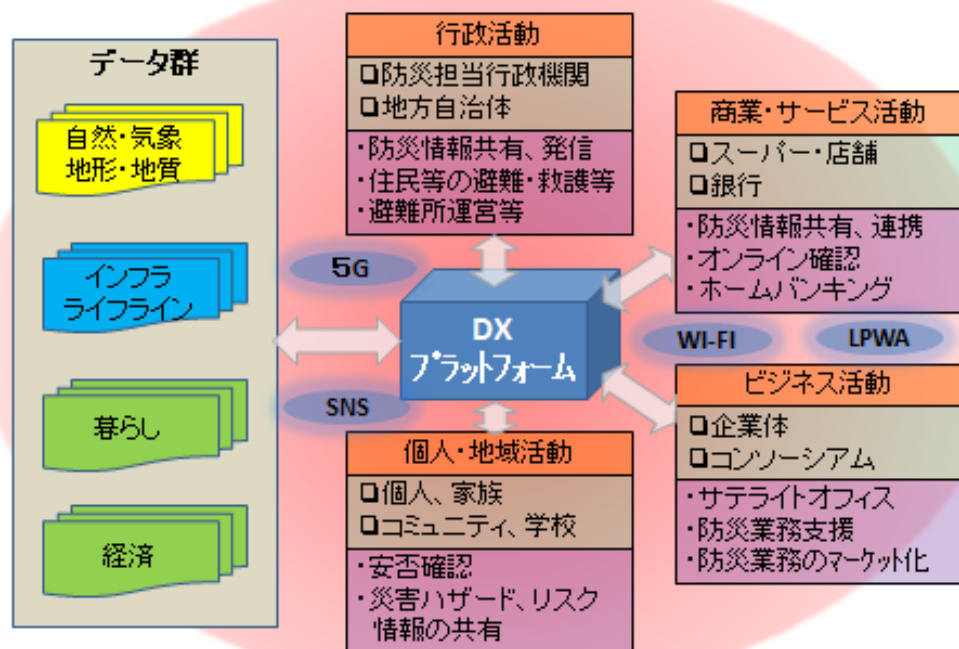 データ群
自然・気象
地形・地質
インフラ
ライフライン
暮らし
経済
行政活動
❑防災担当行政機関
❑地方自治体
・防災情報共有、発信
・住民等の避難・救護等
・避難所運営等
商業・サービス活動
❑スーパー・店舗
❑銀行
・防災情報共有、連携
・オンライン確認
・ホームバンキング
5G
DX
プラットフォーム
WI-FI
LPWA
SNS
個人・地域活動
❑個人、家族
❑コミュニティ、学校
・安否確認
・災害ハザード、リスク
情報の共有
ビジネス活動
❑企業体
❑コンソーシアム
・サテライトオフィス
・防災業務支援
・防災業務のマーケット化